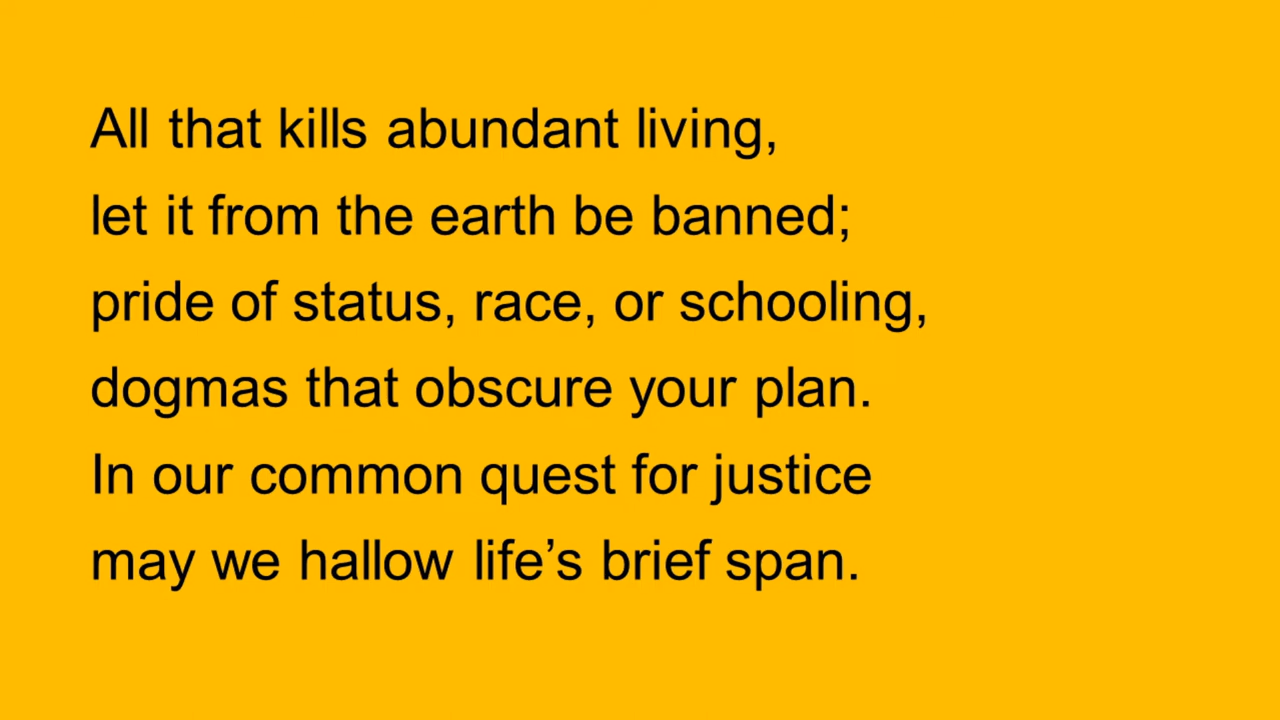 All that kills abundant living,
let it from the earth be banned;
pride of status, race, or schooling,
dogmas that obscure your plan.
In our common quest for justice
may we hallow life’s brief span.